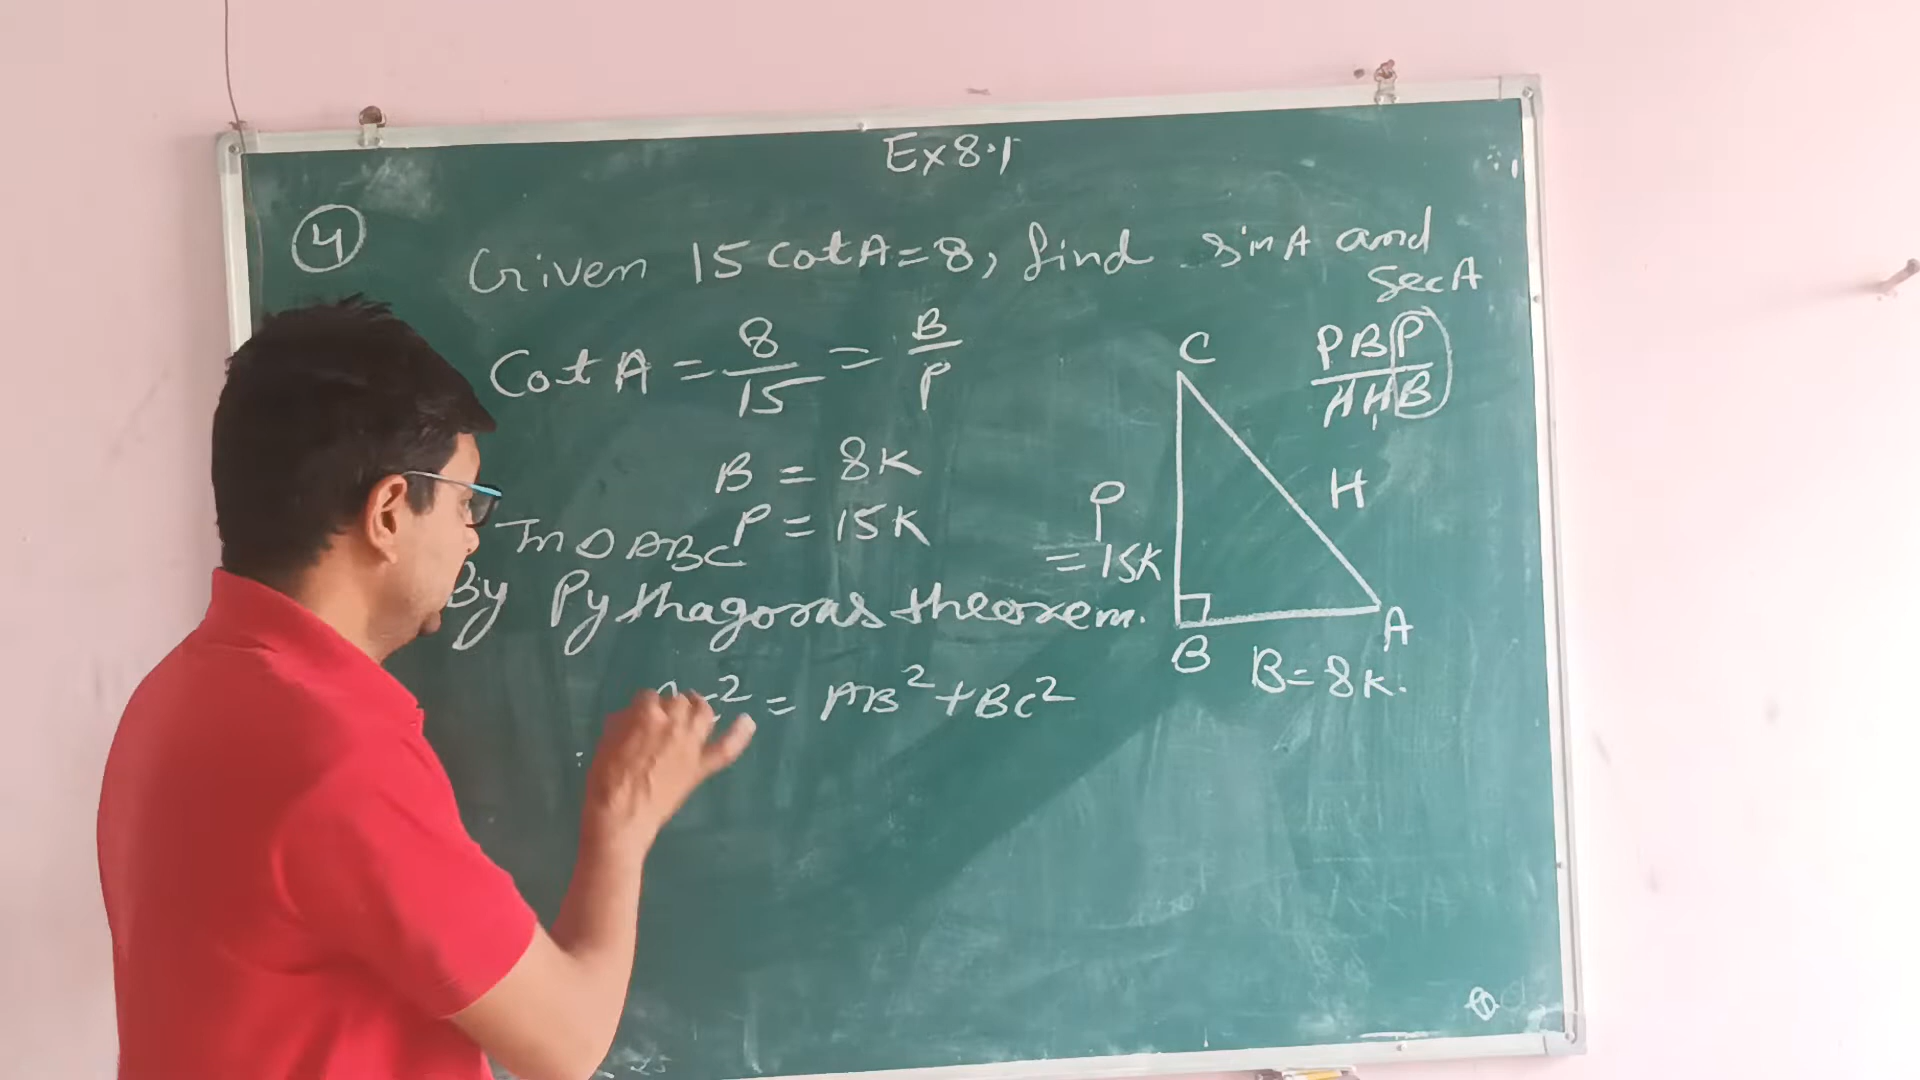 Ex 8.1
4
Given 15 cot A = 8, find sin A and
sec A
Cot A = 8/15 = B/P
P B P
H H B
C
B = 8K
H
P
P = 15K
= 15K
In △ ABC
By Pythagoras theorem.
A
B
B = 8K.
² = AB² + BC²